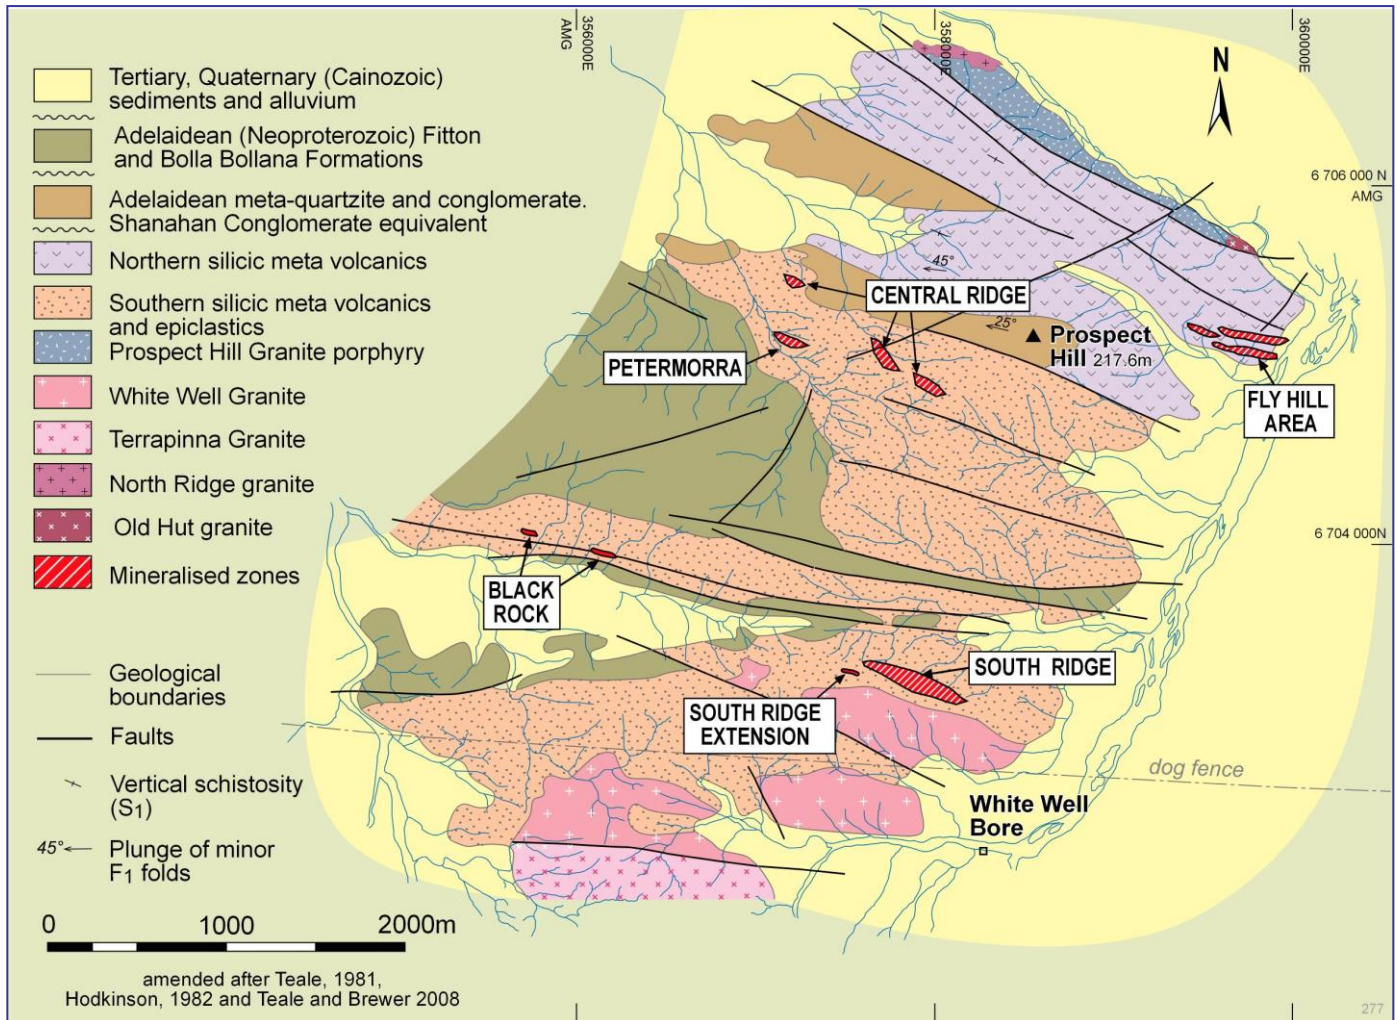 356000E
AMG
358000E
360000E
N
6 706 000 N
AMG
6 704 000N
Tertiary, Quaternary (Cainozoic)
sediments and alluvium
Adelaidean (Neoproterozoic) Fitton
and Bolla Bollana Formations
Adelaidean meta-quartzite and conglomerate.
Shanahan Conglomerate equivalent
Northern silicic meta volcanics
Southern silicic meta volcanics
and epiclastics
Prospect Hill Granite porphyry
White Well Granite
Terrapinna Granite
North Ridge granite
Old Hut granite
Mineralised zones
Geological
boundaries
Faults
Vertical schistosity
(S1)
45°
Plunge of minor
F1 folds
0 1000 2000m
amended after Teale, 1981,
Hodkinson, 1982 and Teale and Brewer 2008
45°
CENTRAL RIDGE
25°
Prospect
Hill 217.6m
PETERMORRA
FLY HILL
AREA
BLACK
ROCK
SOUTH RIDGE
SOUTH RIDGE
EXTENSION
dog fence
White Well
Bore
277